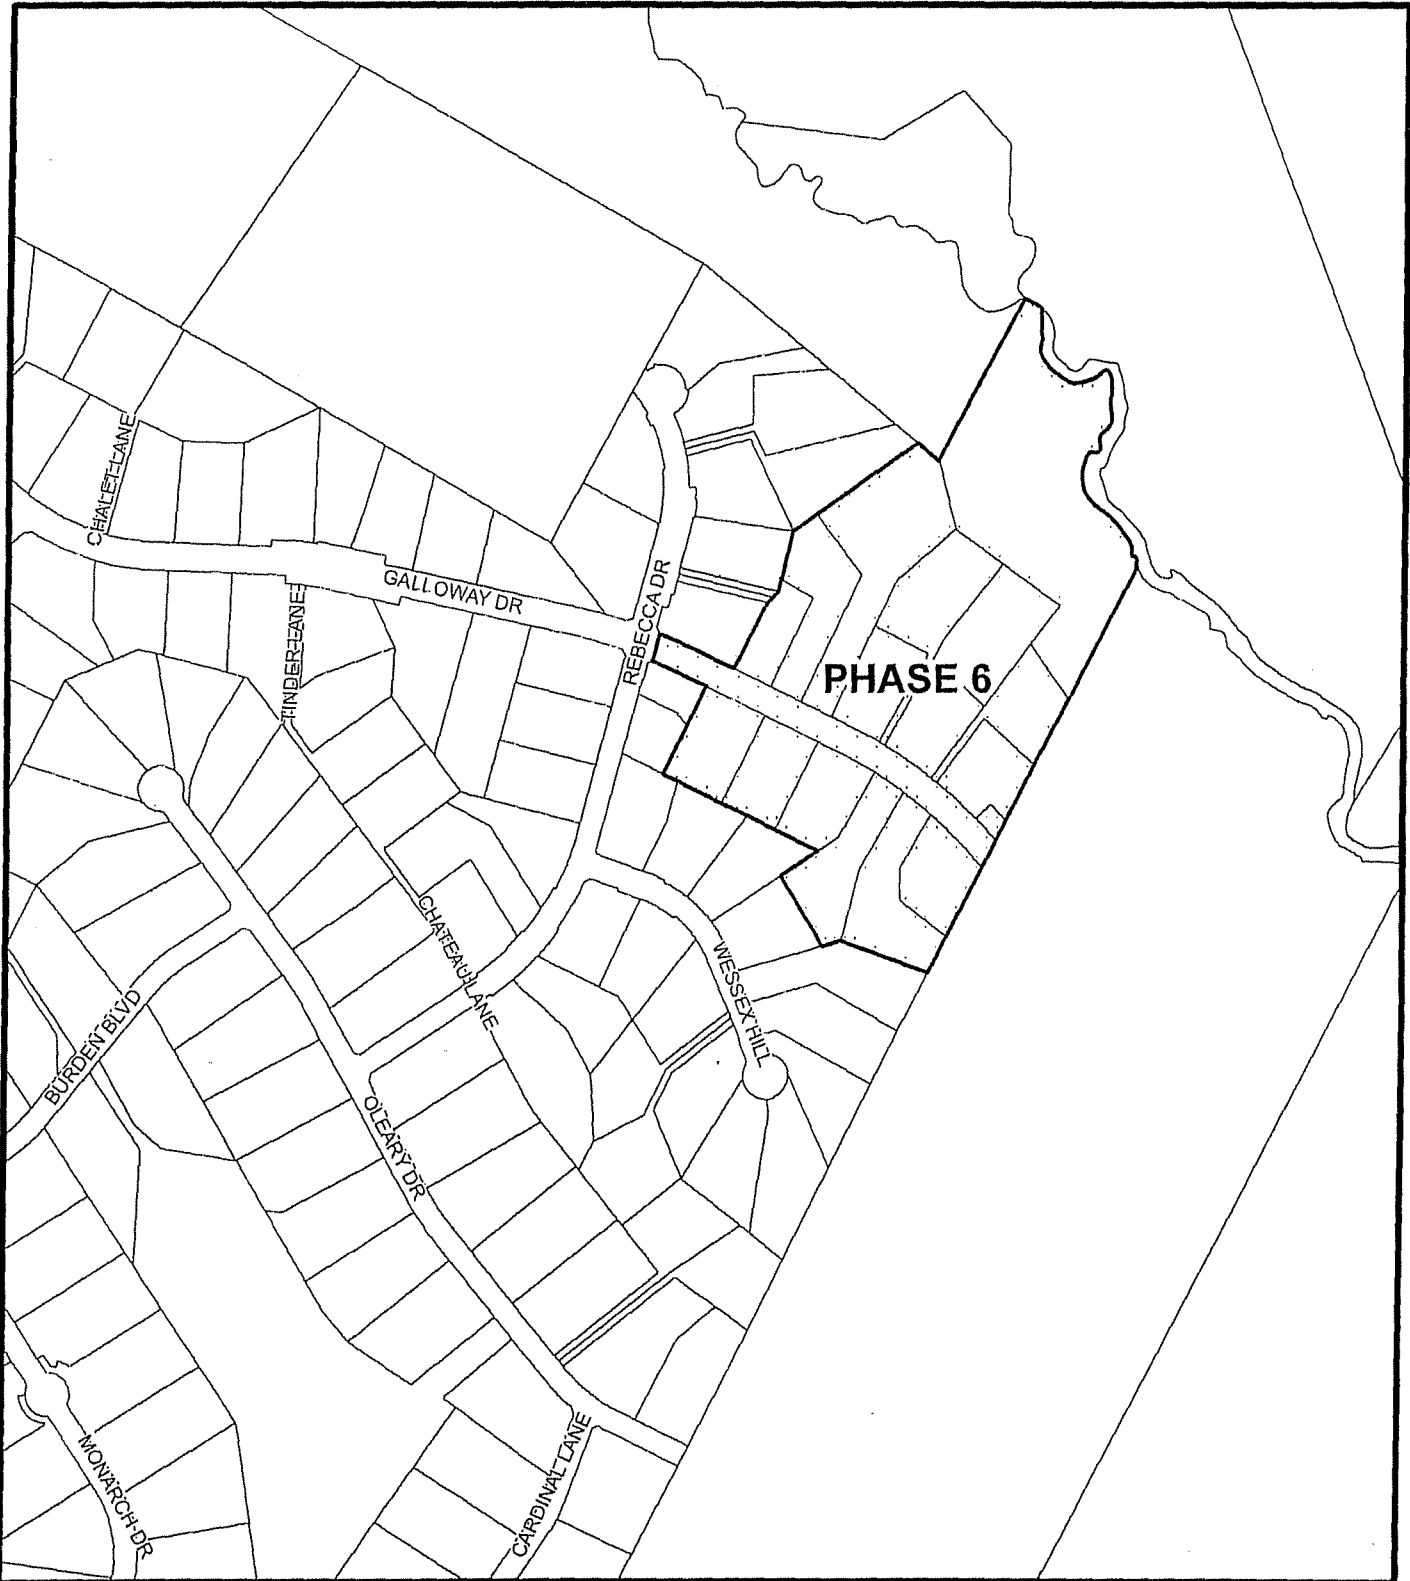 CHALET LANE
GALLOWAY DR
REBECCA DR
TINDER LANE
PHASE 6
CHATEAU LANE
WESSEX HILL
BURDEN BLVD
OLEARY DR
MONARCH DR
CARDINAL LANE